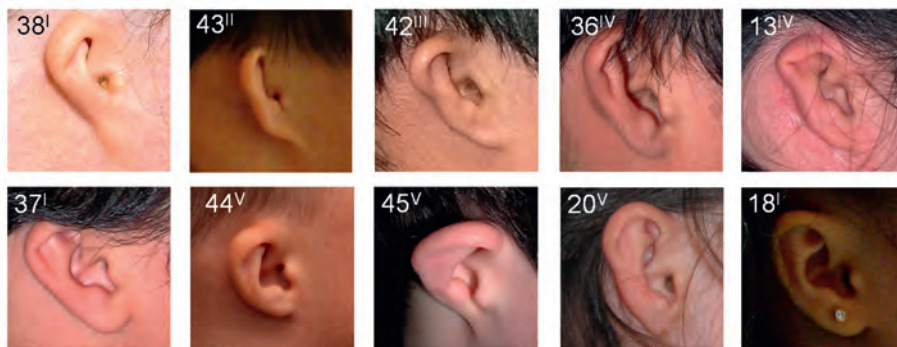 38ᴵ 43ᴵᴵ 42ᴵᴵᴵ 36ᴵⱽ 13ᴵⱽ
37ᴵ 44ⱽ 45ⱽ 20ⱽ 18ᴵ